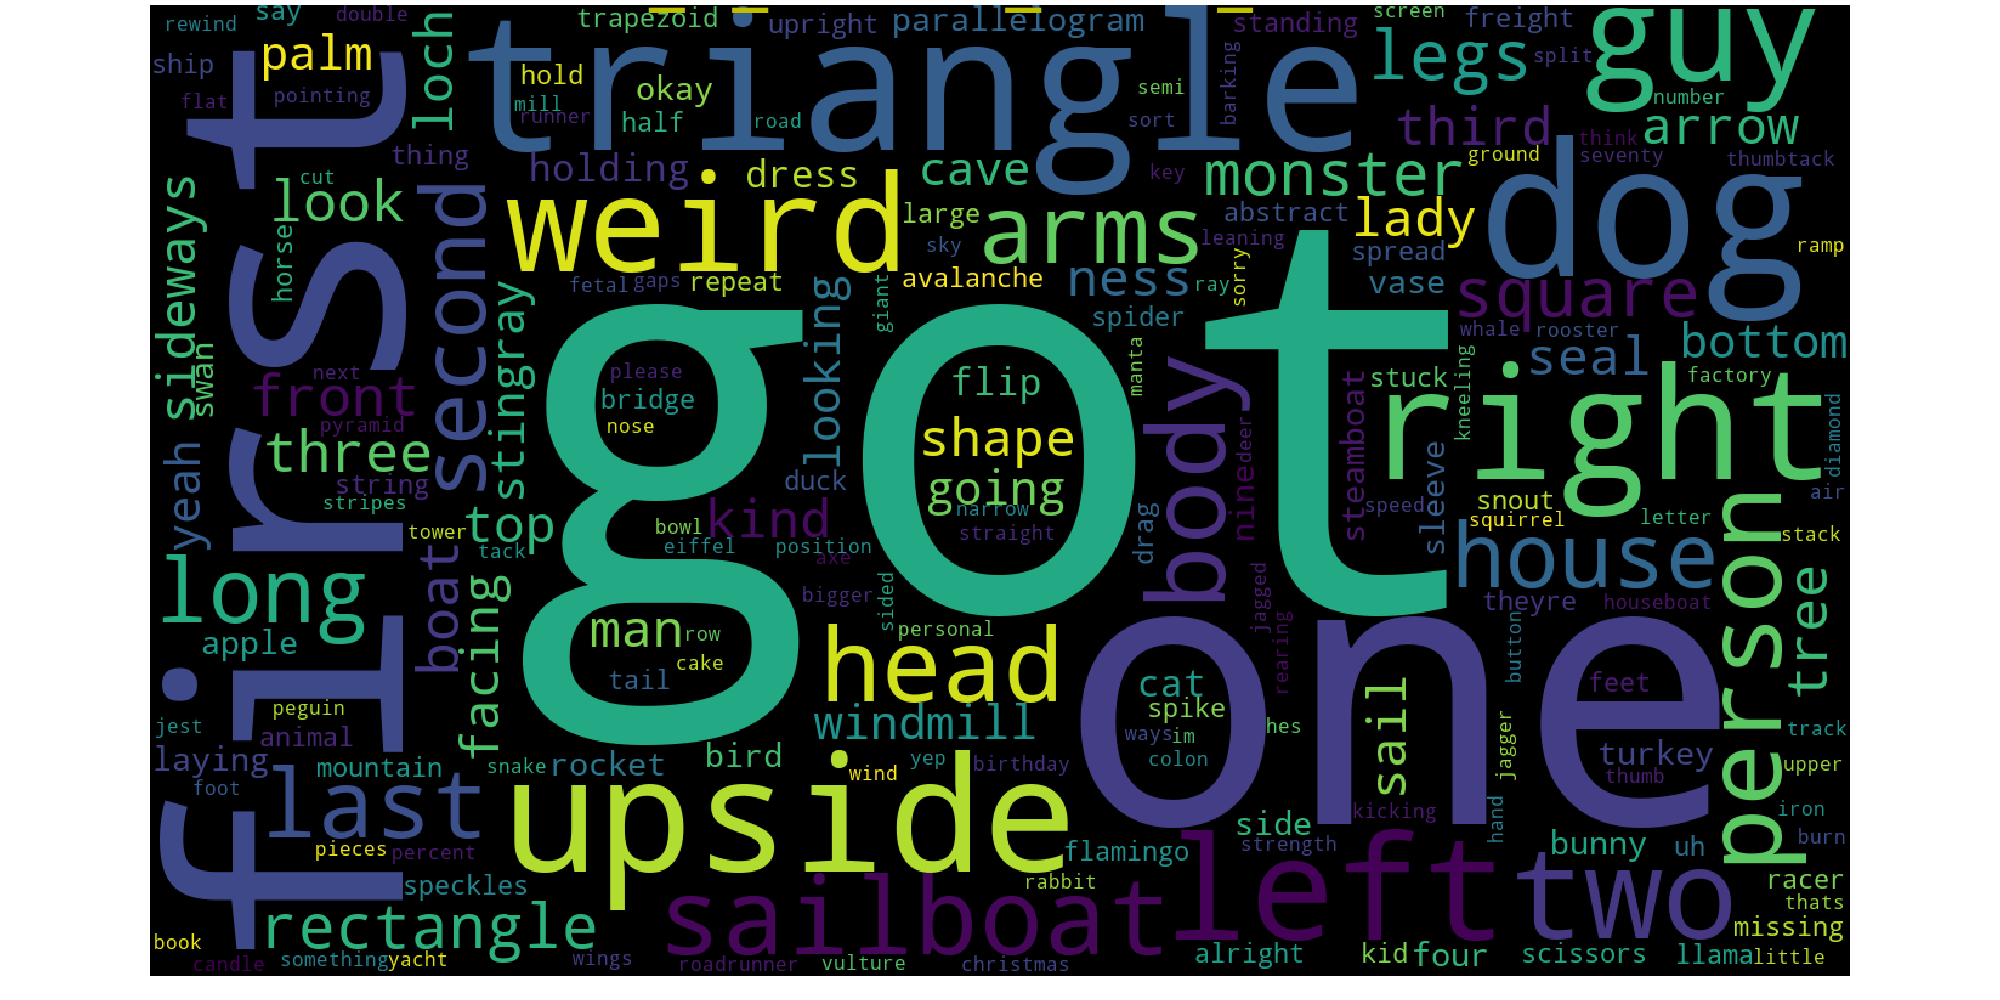 rewind
say
double
trapezoid
upright
parallelogram
standing
screen
freight
guy
ship
palm
loch
triangle
legs
split
flat
pointing
hold
okay
semi
barking
number
mill
runner
half
road
sort
third
arrow
first
thing
holding
dress
cave
key
monster
ground
think
seventy
thumbtack
sideways
cut
look
second
weird
large
arms
abstract
lady
dog
horse
sky
leaning
spread
ramp
fetal
gaps
repeat
avalanche
ness
ray
sorry
vase
square
swan
stingray
looking
giant
got
spider
manta
whale
rooster
seal
bottom
next
front
please
bridge
nose
flip
body
stuck
kneeling
right
factory
pyramid
yeah
three
string
stripes
shape
going
duck
narrow
straight
drag
nine
deer
steamboat
speed
sleeve
snout
squirrel
letter
diamond
air
tower
top
tack
bowl
eiffel
kind
position
axe
house
person
stack
long
boat
facing
bigger
sided
jagged
theyre
houseboat
tree
apple
man
row
personal
cake
tail
head
one
rearing
button
peguin
jest
animal
windmill
cat
spike
ways
im
hes
colon
sail
jagger
feet
turkey
thumb
track
laying
mountain
snake
rocket
bird
wind
yep
birthday
upper
foot
last
upside
kicking
hand
iron
pieces
percent
side
strength
flamingo
bunny
uh
burn
speckles
rabbit
left
two
racer
thats
rectangle
sailboat
missing
book
candle
something
yacht
wings
roadrunner
vulture
christmas
alright
kid
four
scissors
llama
little